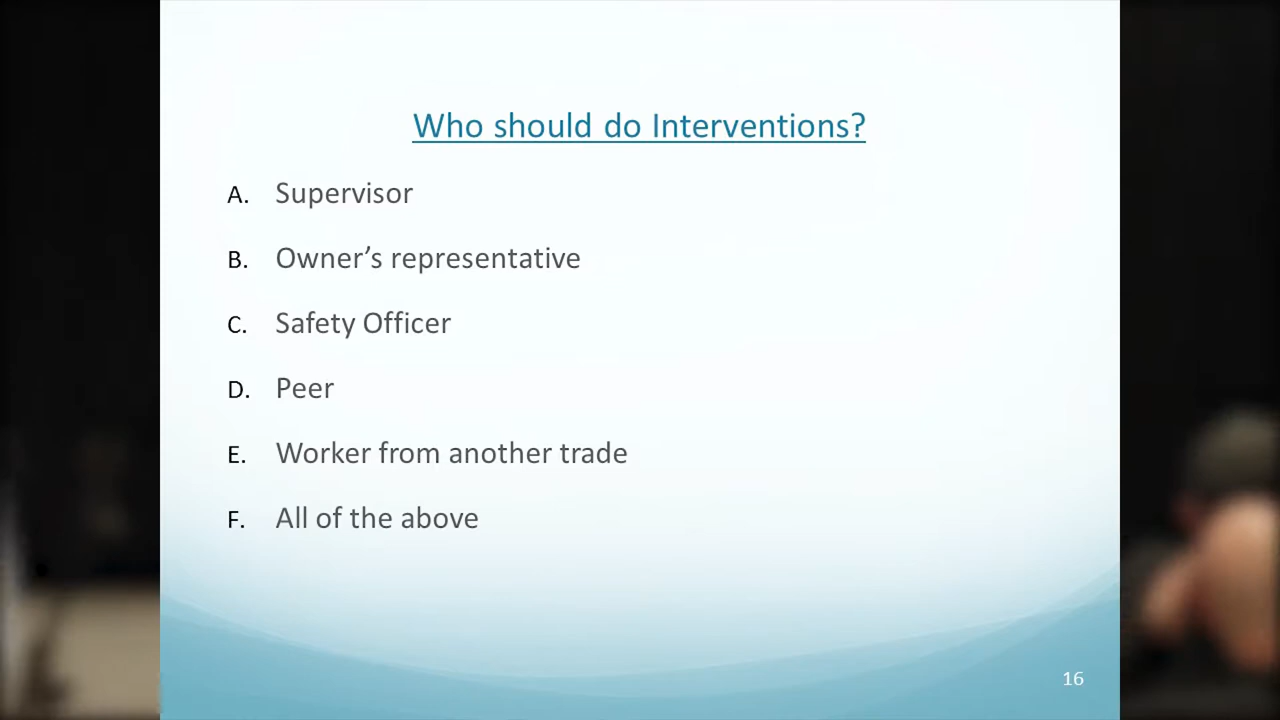 Who should do Interventions?
A. Supervisor
B. Owner’s representative
C. Safety Officer
D. Peer
E. Worker from another trade
F. All of the above
16